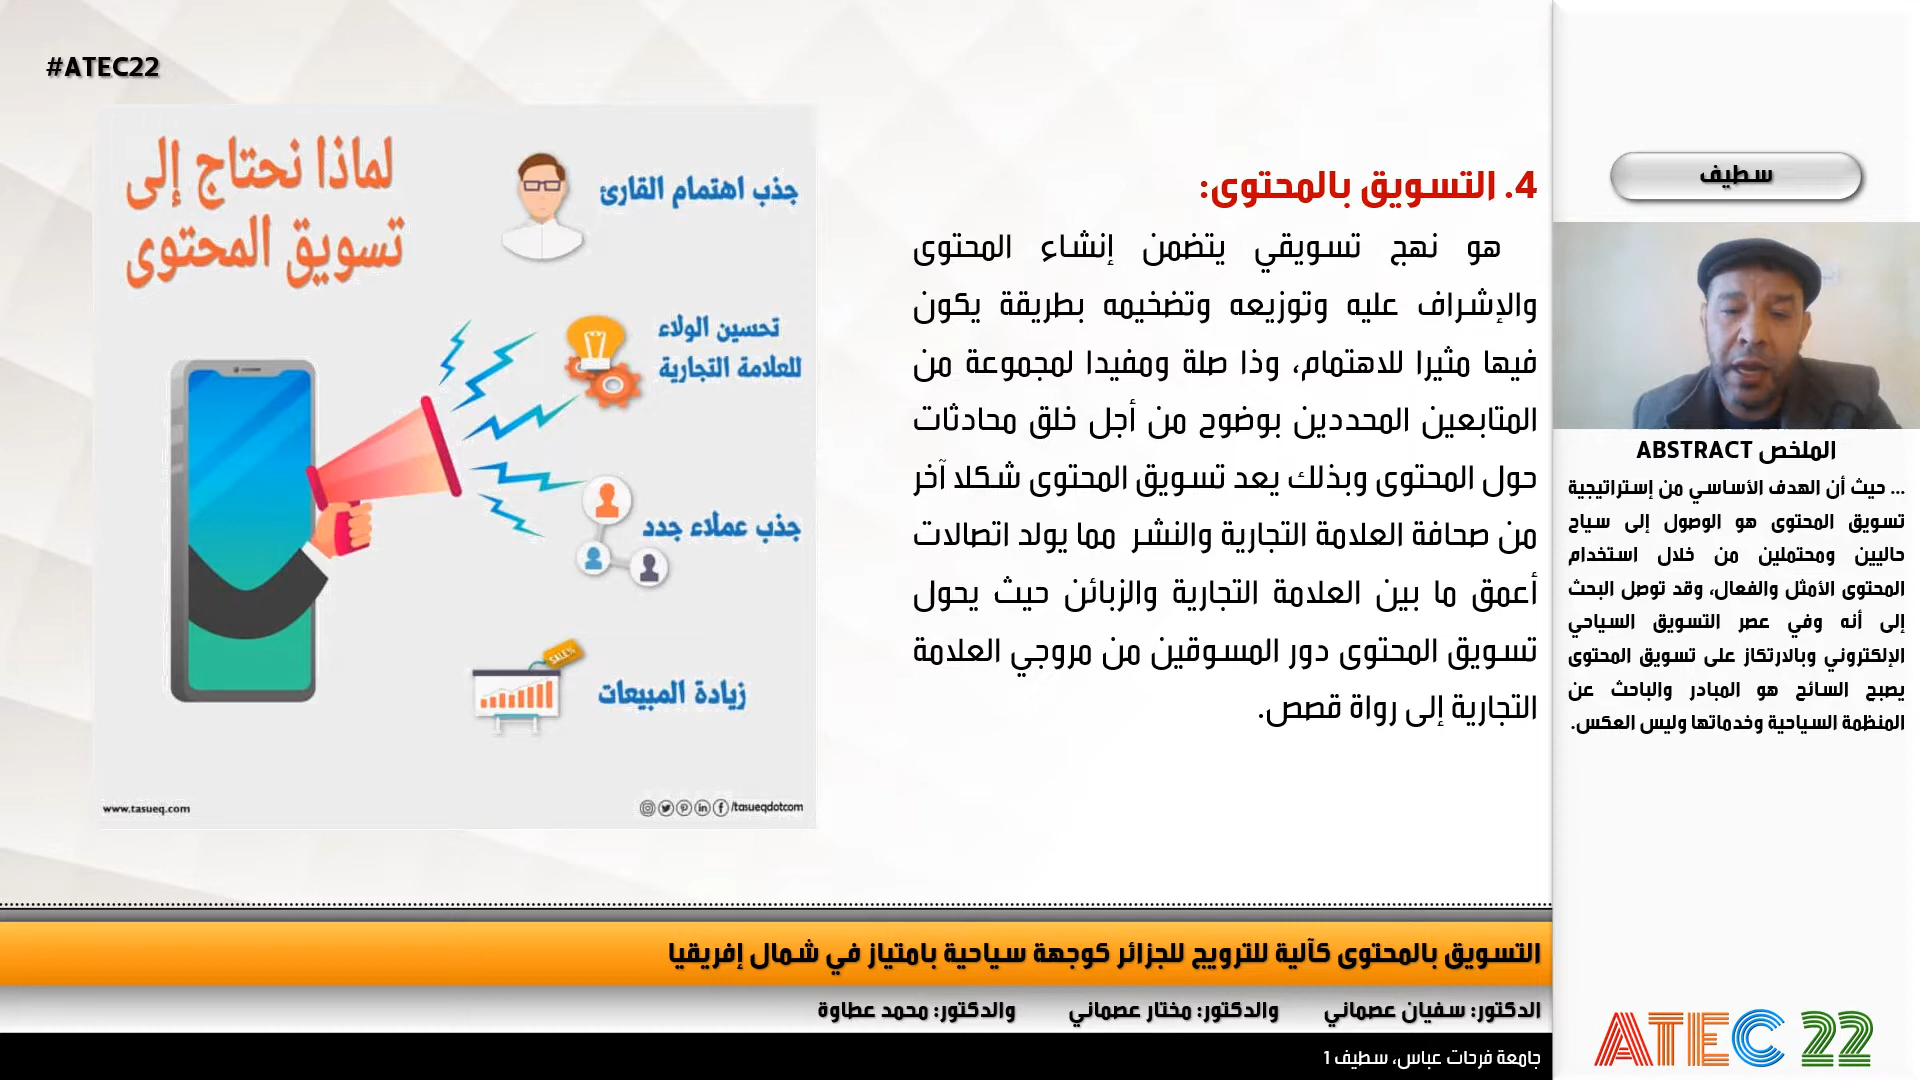 #ATEC22
لماذا نحتاج إلى
تسويق المحتوى
جذب اهتمام القارئ
تحسين الولاء
للعلامة التجارية
جذب عملاء جدد
SALE%
زيادة المبيعات
www.tasueq.com
/tasueqdotcom
4. التسويق بالمحتوى:
هو نهج تسويقي يتضمن إنشاء المحتوى
والإشراف عليه وتوزيعه وتضخيمه بطريقة يكون
فيها مثيرا للاهتمام، وذا صلة ومفيدا لمجموعة من
المتابعين المحددين بوضوح من أجل خلق محادثات
حول المحتوى وبذلك يعد تسويق المحتوى شكلا آخر
من صحافة العلامة التجارية والنشر مما يولد اتصالات
أعمق ما بين العلامة التجارية والزبائن حيث يحول
تسويق المحتوى دور المسوقين من مروجي العلامة
التجارية إلى رواة قصص.
سطيف
الملخص ABSTRACT
... حيث أن الهدف الأساسي من إستراتيجية
تسويق المحتوى هو الوصول إلى سياح
حاليين ومحتملين من خلال استخدام
المحتوى الأمثل والفعال، وقد توصل البحث
إلى أنه وفي عصر التسويق السياحي
الإلكتروني وبالارتكاز على تسويق المحتوى
يصبح السائح هو المبادر والباحث عن
المنظمة السياحية وخدماتها وليس العكس.
التسويق بالمحتوى كآلية للترويج للجزائر كوجهة سياحية بامتياز في شمال إفريقيا
الدكتور: سفيان عصماني والدكتور: مختار عصماني والدكتور: محمد عطاوة
جامعة فرحات عباس، سطيف 1
ATEC 22